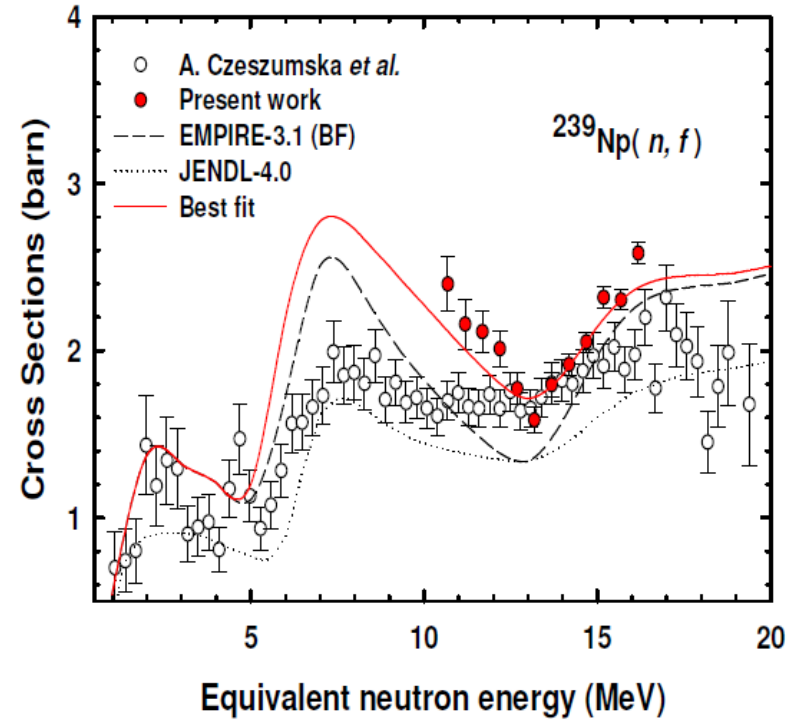 4
3
2
1
Cross Sections (barn)
A. Czeszumska et al.
Present work
EMPIRE-3.1 (BF)
JENDL-4.0
Best fit
239Np( n, f )
5 10 15 20
Equivalent neutron energy (MeV)